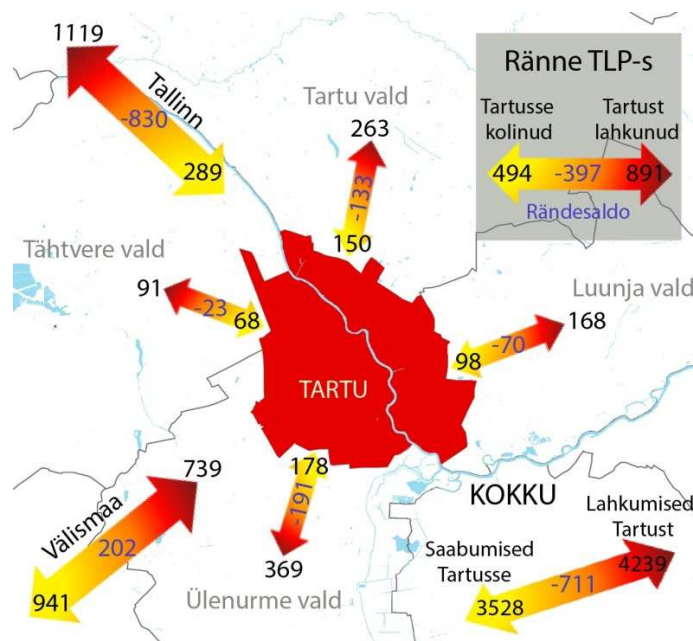 1119
Tallinn
-830
289
Tartu vald
263
-133
150
Ränne TLP-s
Tartusse
kolinud
Tartust
lahkunud
494
-397
891
Rändesaldo
Tähtvere vald
91
-23
68
Luunja vald
168
-70
98
TARTU
739
Välismaa
202
941
178
-191
369
Ülenurme vald
KOKKU
Lahkumised
Tartust
Saabumised
Tartusse
4239
-711
3528